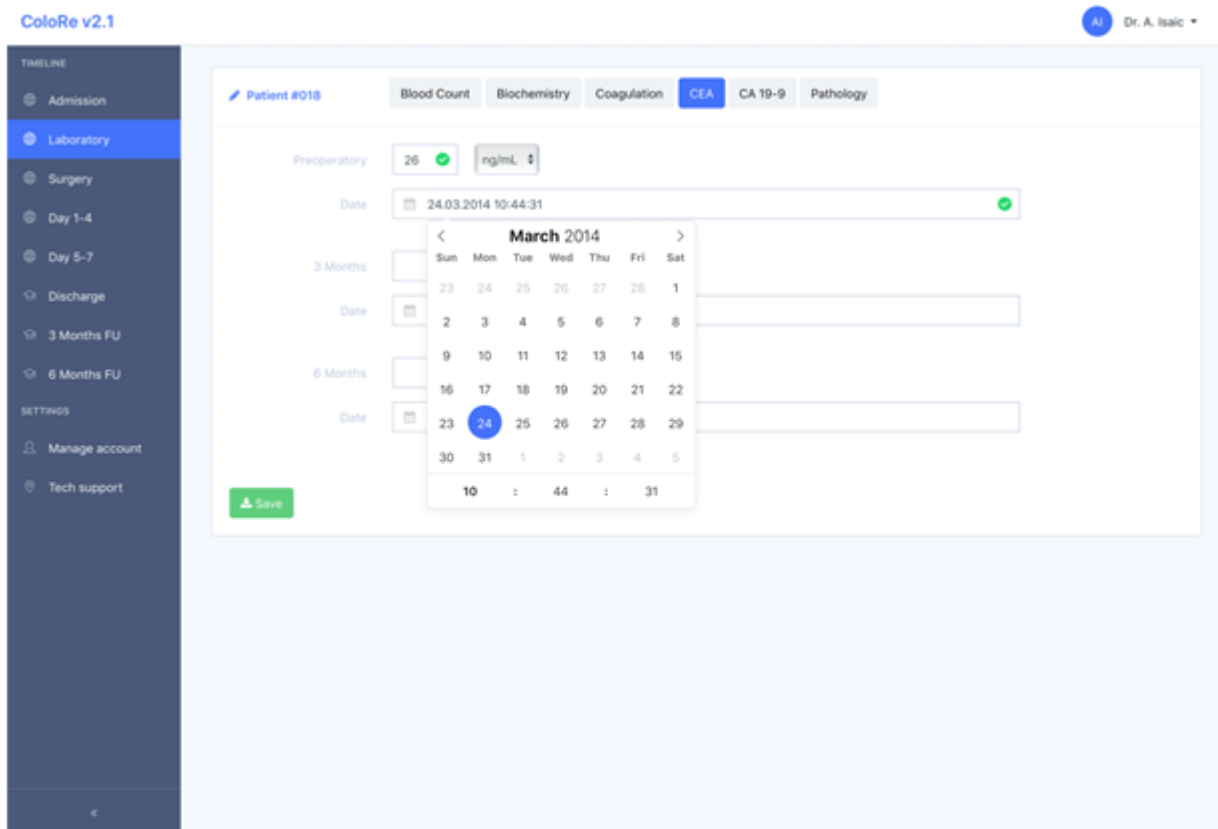 ColoRe v2.1
AI Dr. A. Isaic
TIMELINE
Admission
Laboratory
Surgery
Day 1-4
Day 5-7
Discharge
3 Months FU
6 Months FU
SETTINGS
Manage account
Tech support
«
Patient #018 Blood Count Biochemistry Coagulation CEA CA 19-9 Pathology
Preoperatory 26 ng/mL
Date 24.03.2014 10:44:31
3 Months
Date
6 Months
Date
March 2014
Sun Mon Tue Wed Thu Fri Sat
23 24 25 26 27 28 1
2 3 4 5 6 7 8
9 10 11 12 13 14 15
16 17 18 19 20 21 22
23 24 25 26 27 28 29
30 31 1 2 3 4 5
10 : 44 : 31
Save